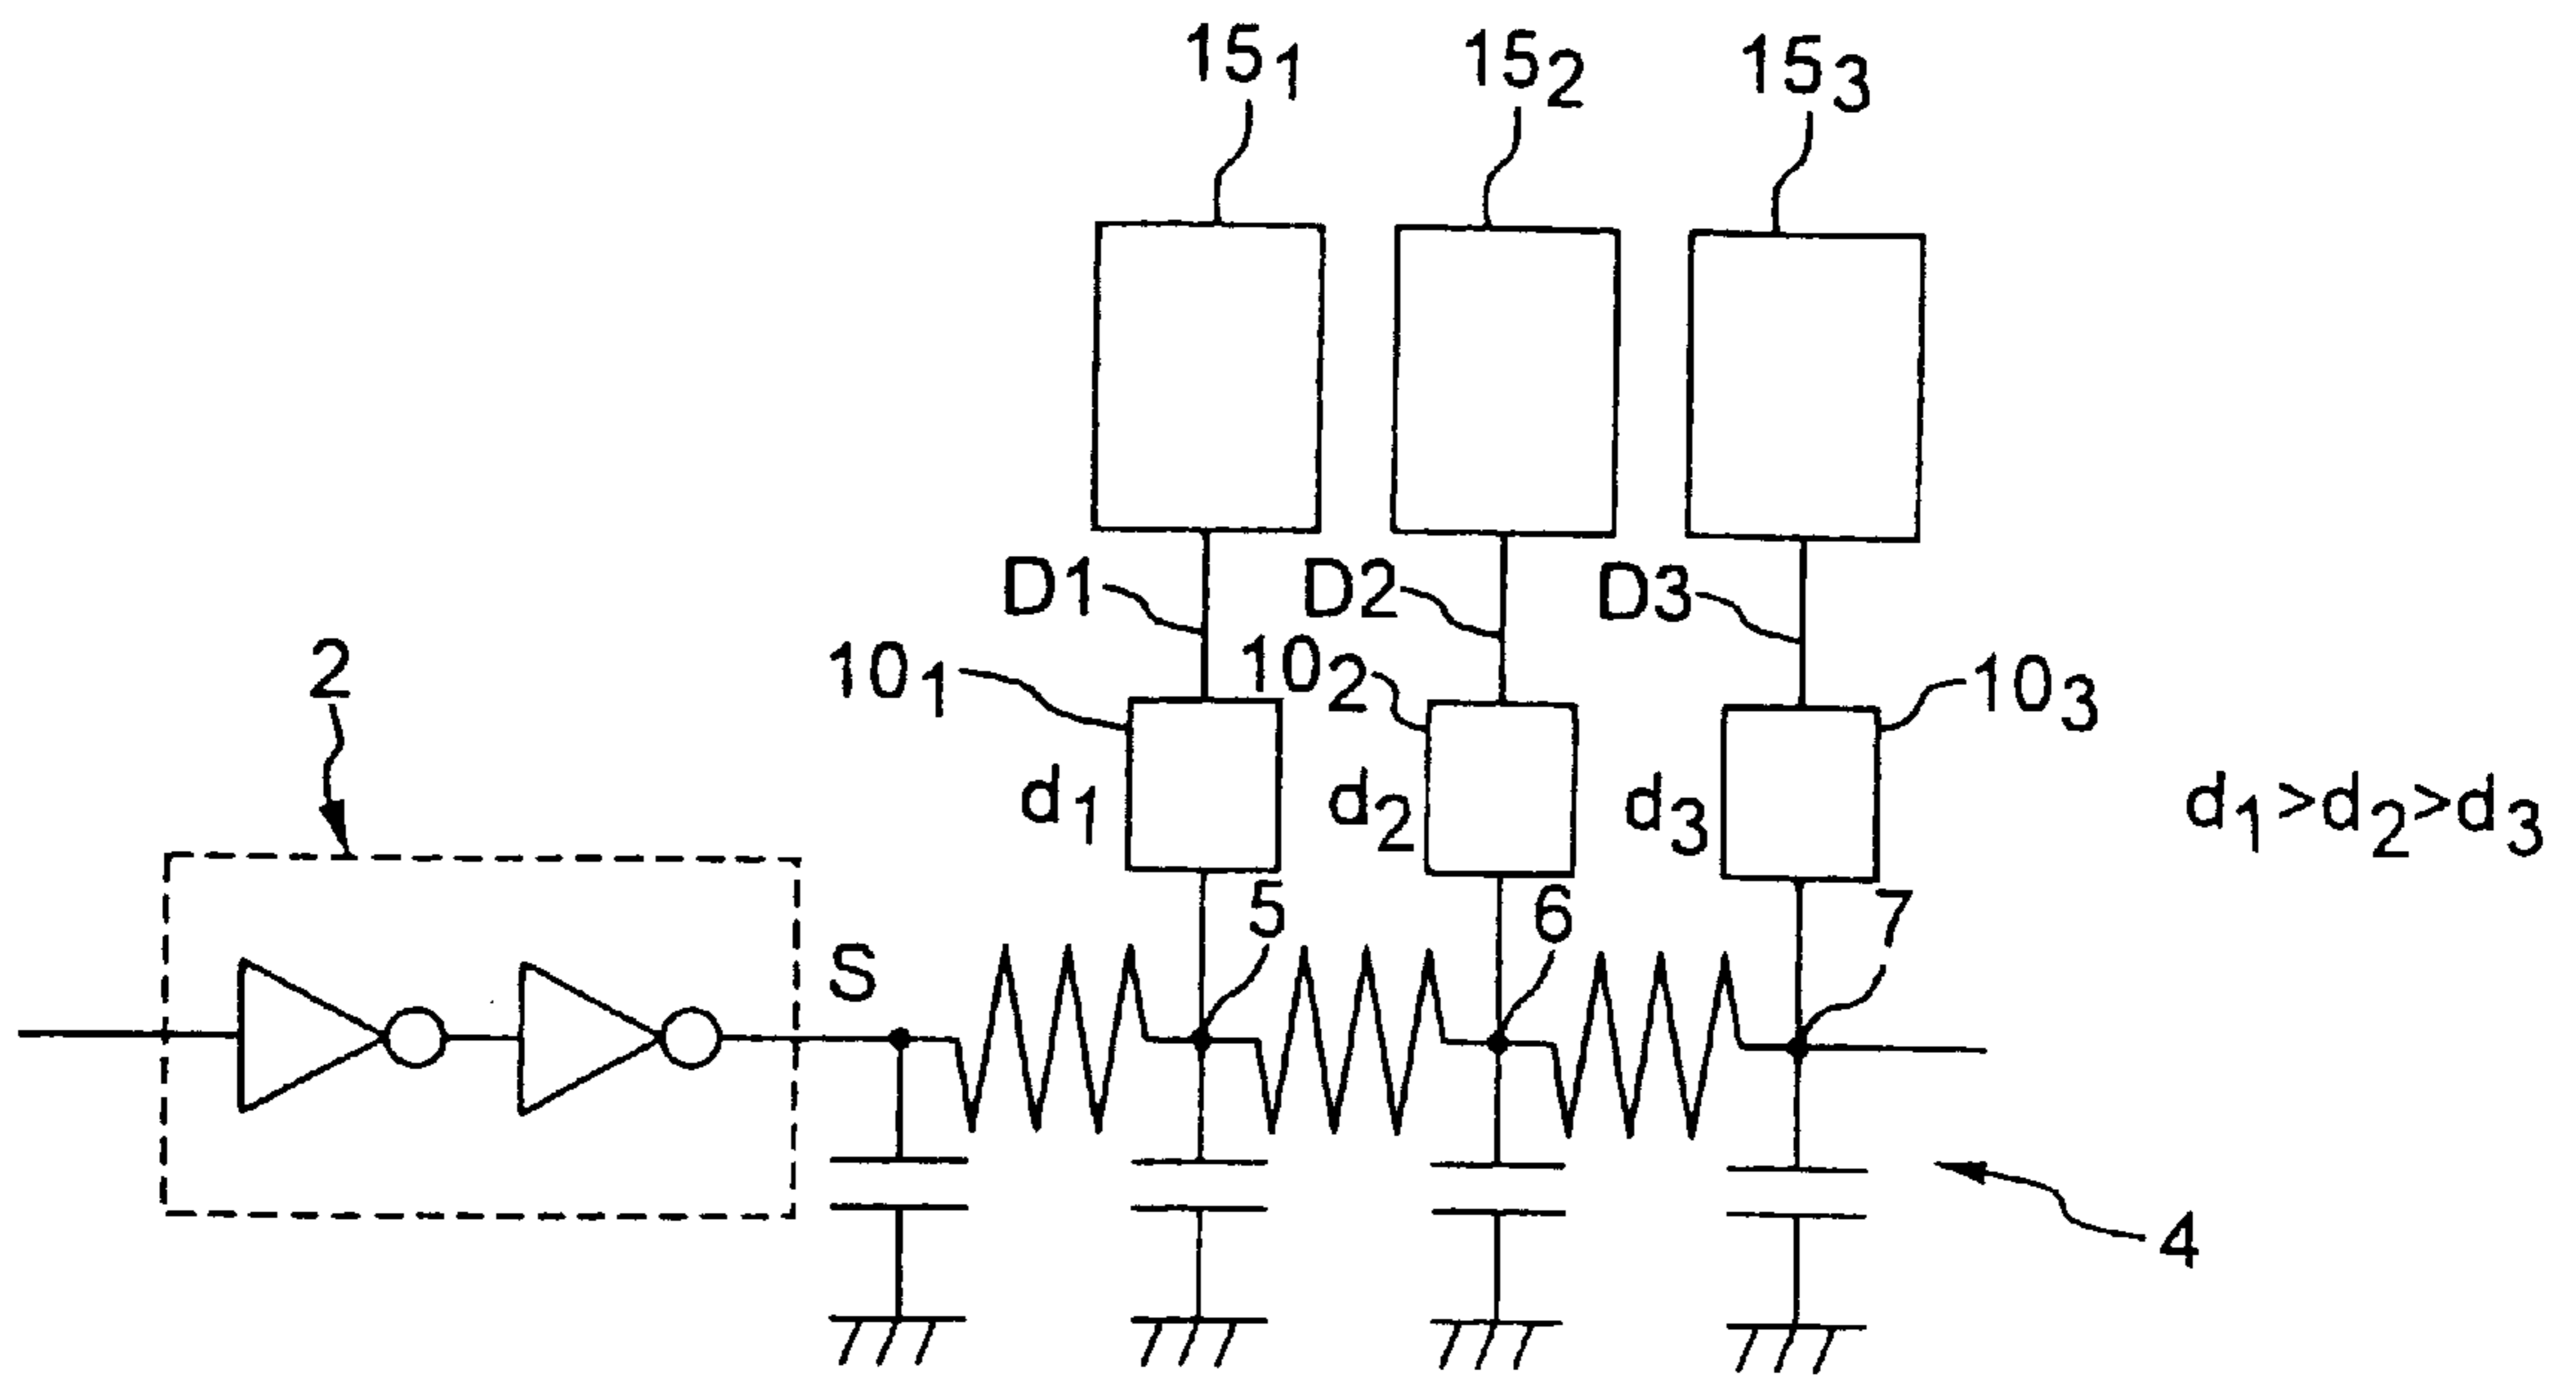 15₁ 15₂ 15₃
D1 D2 D3
2 10₁ 10₂ 10₃
d₁ d₂ d₃ d₁>d₂>d₃
5 6 7
S
4